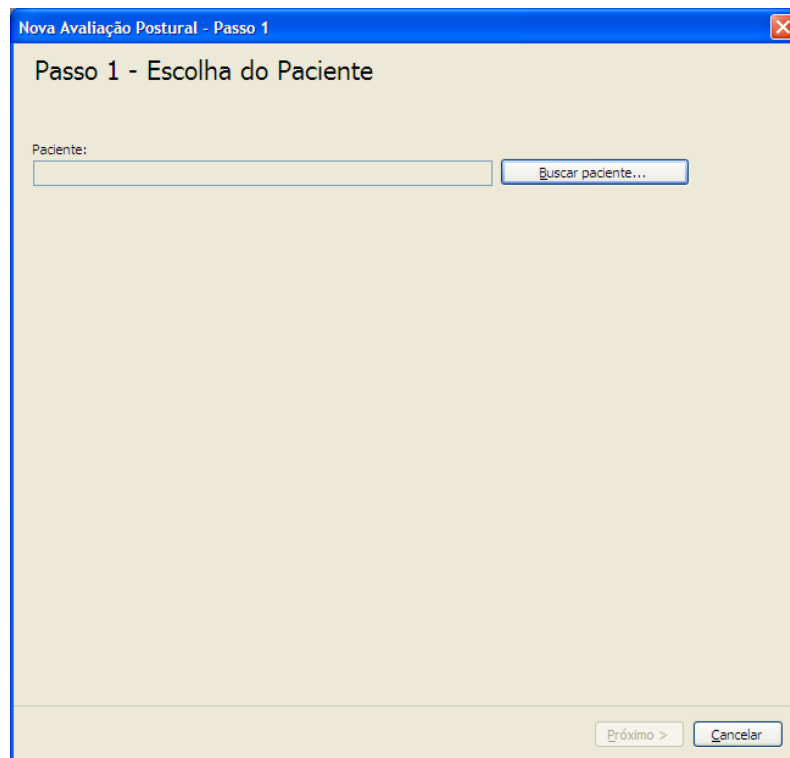 Nova Avaliação Postural - Passo 1
Passo 1 - Escolha do Paciente
Paciente:
Buscar paciente...
Próximo >
Cancelar